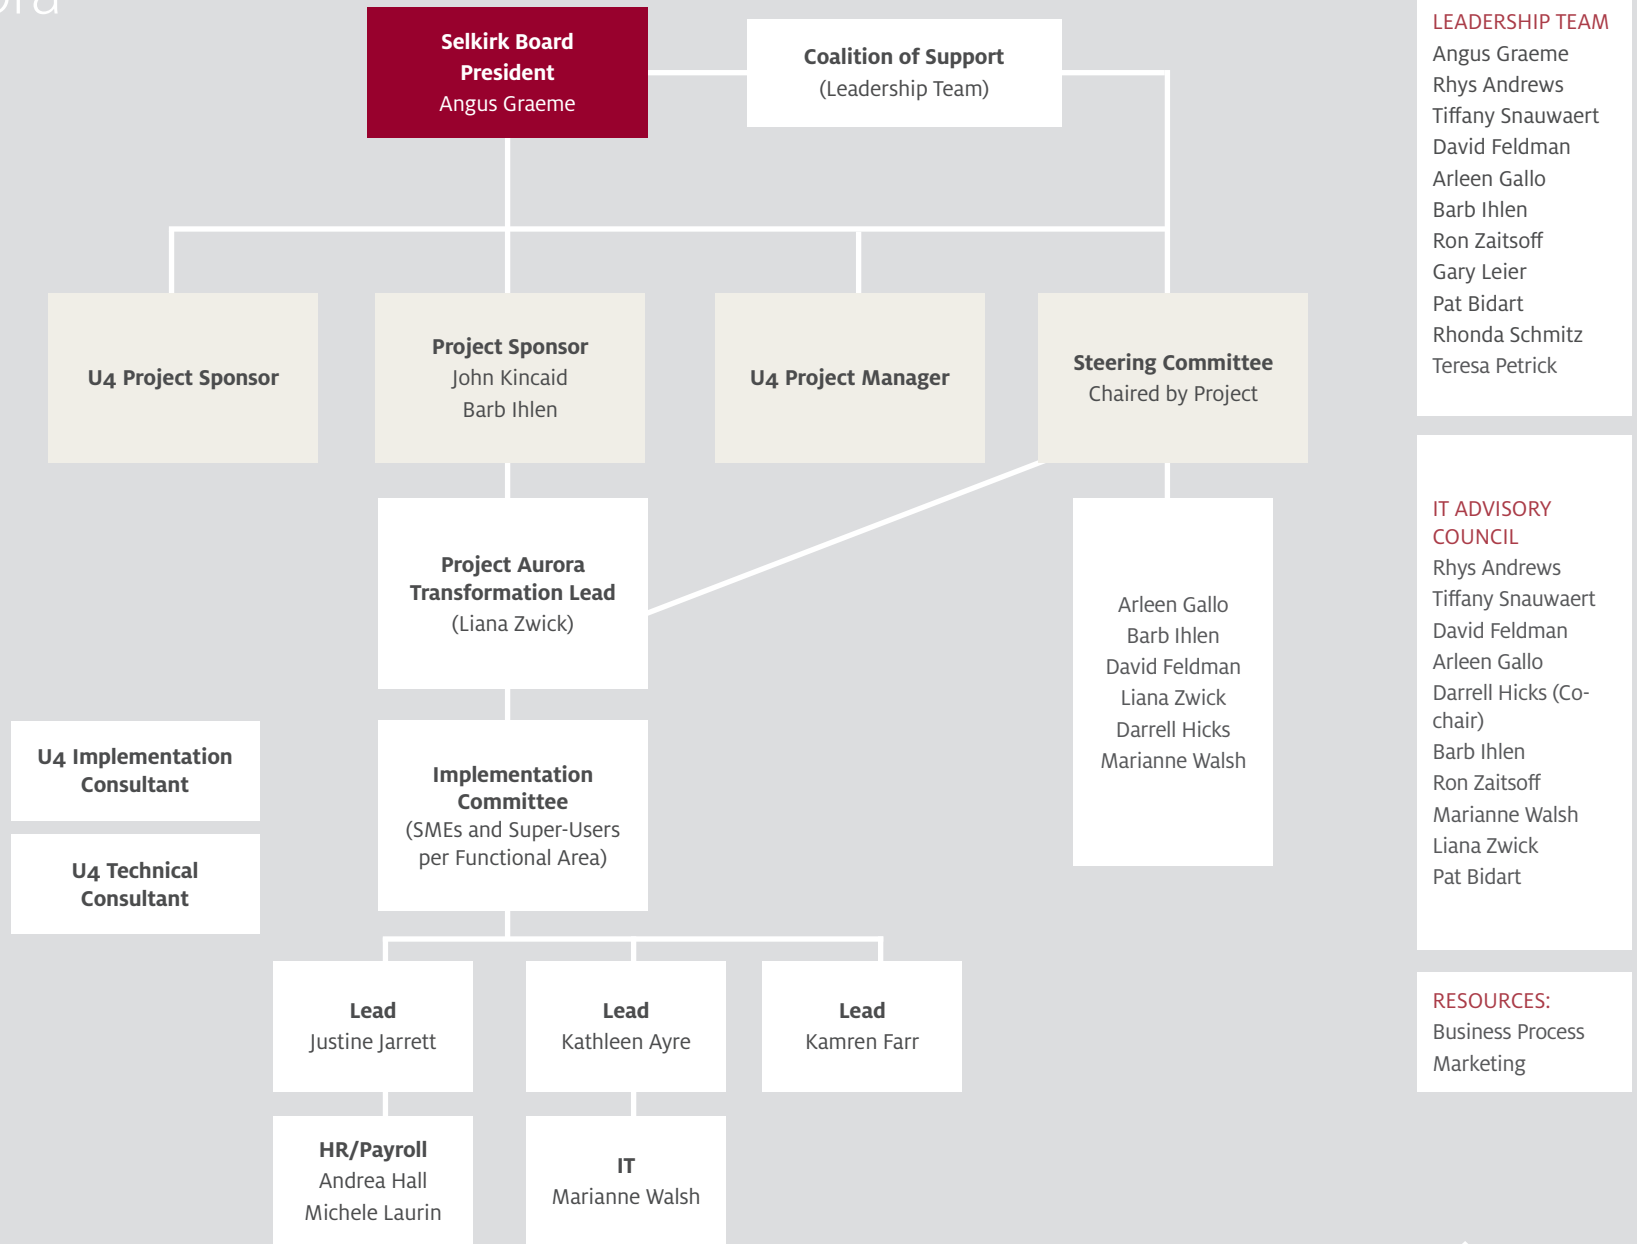 Selkirk Board
President
Angus Graeme
Coalition of Support
(Leadership Team)
U4 Project Sponsor
Project Sponsor
John Kincaid
Barb Ihlen
U4 Project Manager
Steering Committee
Chaired by Project
Project Aurora
Transformation Lead
(Liana Zwick)
Arleen Gallo
Barb Ihlen
David Feldman
Liana Zwick
Darrell Hicks
Marianne Walsh
U4 Implementation
Consultant
U4 Technical
Consultant
Implementation
Committee
(SMEs and Super-Users
per Functional Area)
Lead
Justine Jarrett
Lead
Kathleen Ayre
Lead
Kamren Farr
HR/Payroll
Andrea Hall
Michele Laurin
IT
Marianne Walsh
LEADERSHIP TEAM
Angus Graeme
Rhys Andrews
Tiffany Snauwaert
David Feldman
Arleen Gallo
Barb Ihlen
Ron Zaitsoff
Gary Leier
Pat Bidart
Rhonda Schmitz
Teresa Petrick
IT ADVISORY
COUNCIL
Rhys Andrews
Tiffany Snauwaert
David Feldman
Arleen Gallo
Darrell Hicks (Co-
chair)
Barb Ihlen
Ron Zaitsoff
Marianne Walsh
Liana Zwick
Pat Bidart
RESOURCES:
Business Process
Marketing